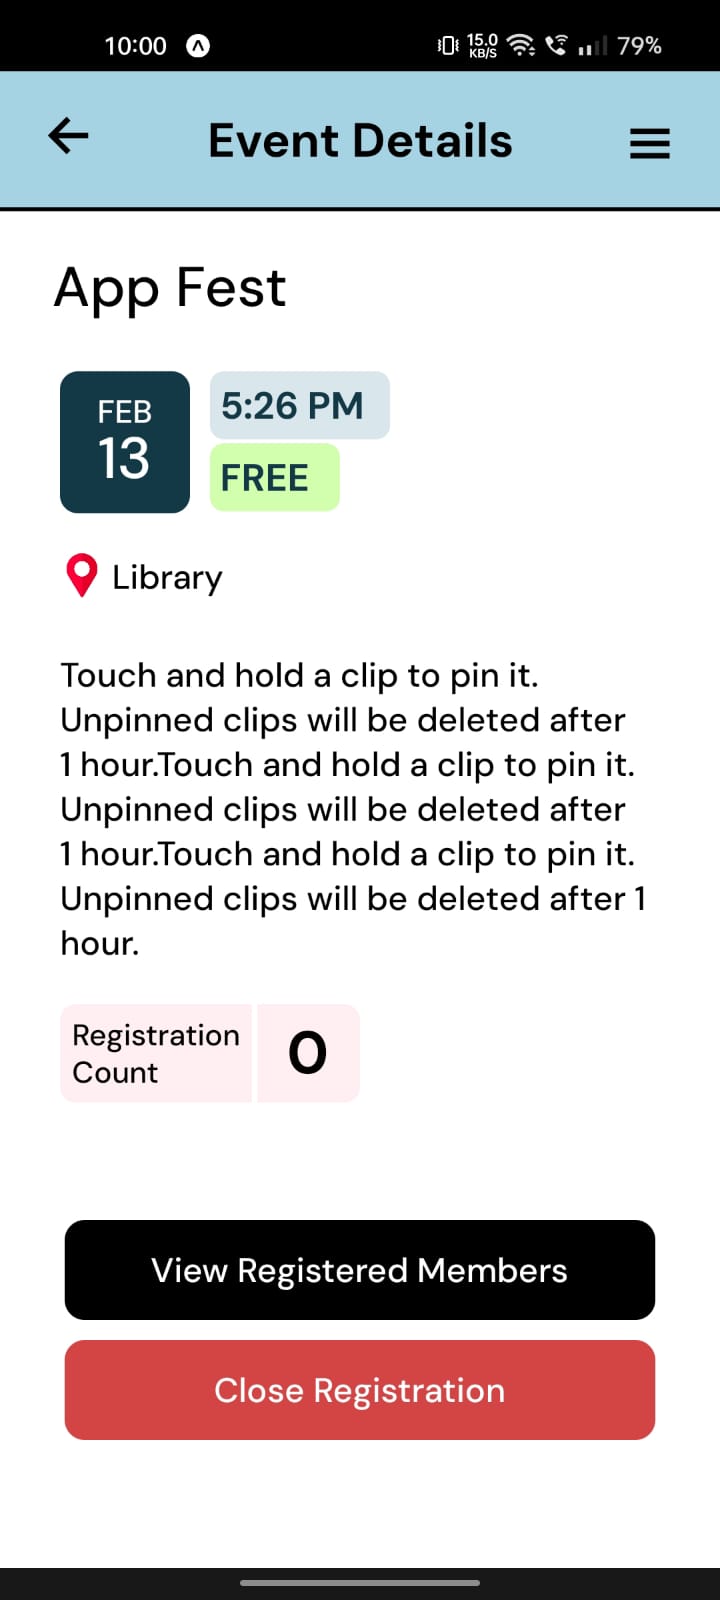 10:00 15.0 KB/S 79%
Event Details
App Fest
FEB
13
5:26 PM
FREE
Library
Touch and hold a clip to pin it.
Unpinned clips will be deleted after
1 hour.Touch and hold a clip to pin it.
Unpinned clips will be deleted after
1 hour.Touch and hold a clip to pin it.
Unpinned clips will be deleted after 1
hour.
Registration
Count
0
View Registered Members
Close Registration